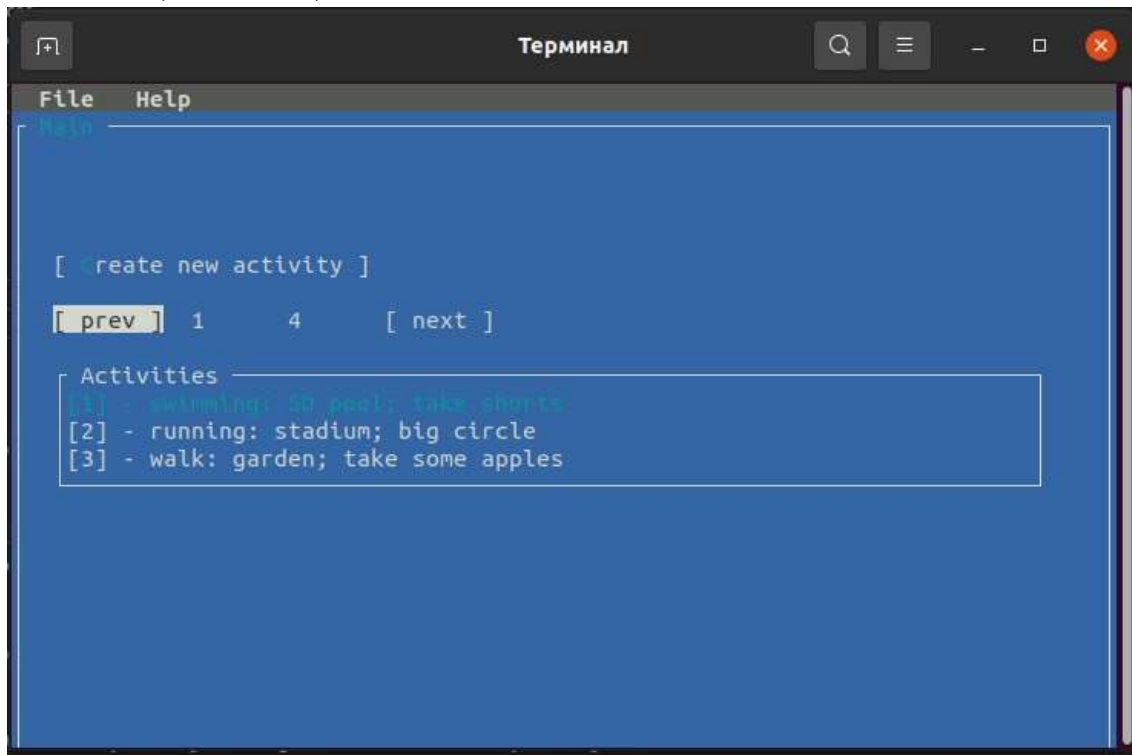 Терминал
File Help
Main
[ Create new activity ]
[ prev ] 1 4 [ next ]
Activities
[1] - swimming: SD pool; take shorts
[2] - running: stadium; big circle
[3] - walk: garden; take some apples